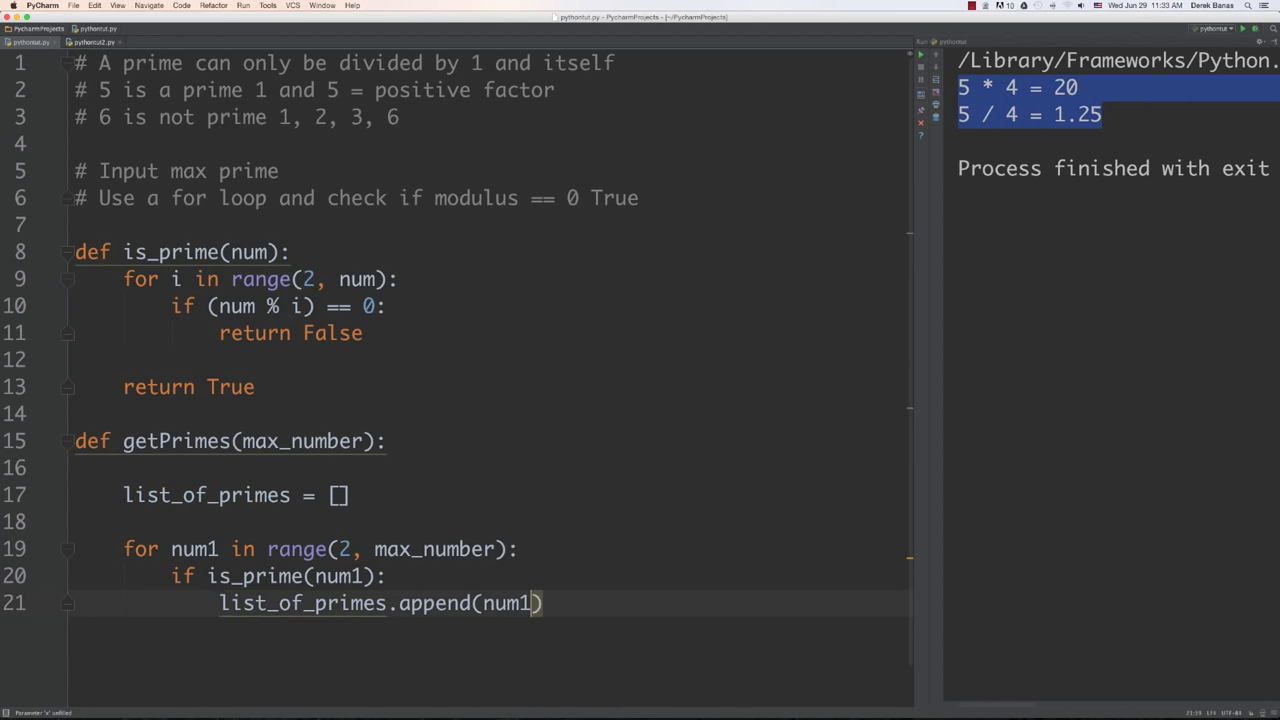 PyCharm File Edit View Navigate Code Refactor Run Tools VCS Window Help Wed Jun 29 11:33 AM Derek Banas
pythontut.py - PycharmProjects - [~/PycharmProjects]
PycharmProjects pythontut.py pythontut
pythontut.py pythontut2.py Run pythontut
1 # A prime can only be divided by 1 and itself
2 # 5 is a prime 1 and 5 = positive factor
3 # 6 is not prime 1, 2, 3, 6
4
5 # Input max prime
6 # Use a for loop and check if modulus == 0 True
7
8 def is_prime(num):
9 for i in range(2, num):
10 if (num % i) == 0:
11 return False
12
13 return True
14
15 def getPrimes(max_number):
16
17 list_of_primes = []
18
19 for num1 in range(2, max_number):
20 if is_prime(num1):
21 list_of_primes.append(num1)
/Library/Frameworks/Python.
5 * 4 = 20
5 / 4 = 1.25
Process finished with exit
Parameter 'x' unfilled
UTF-8